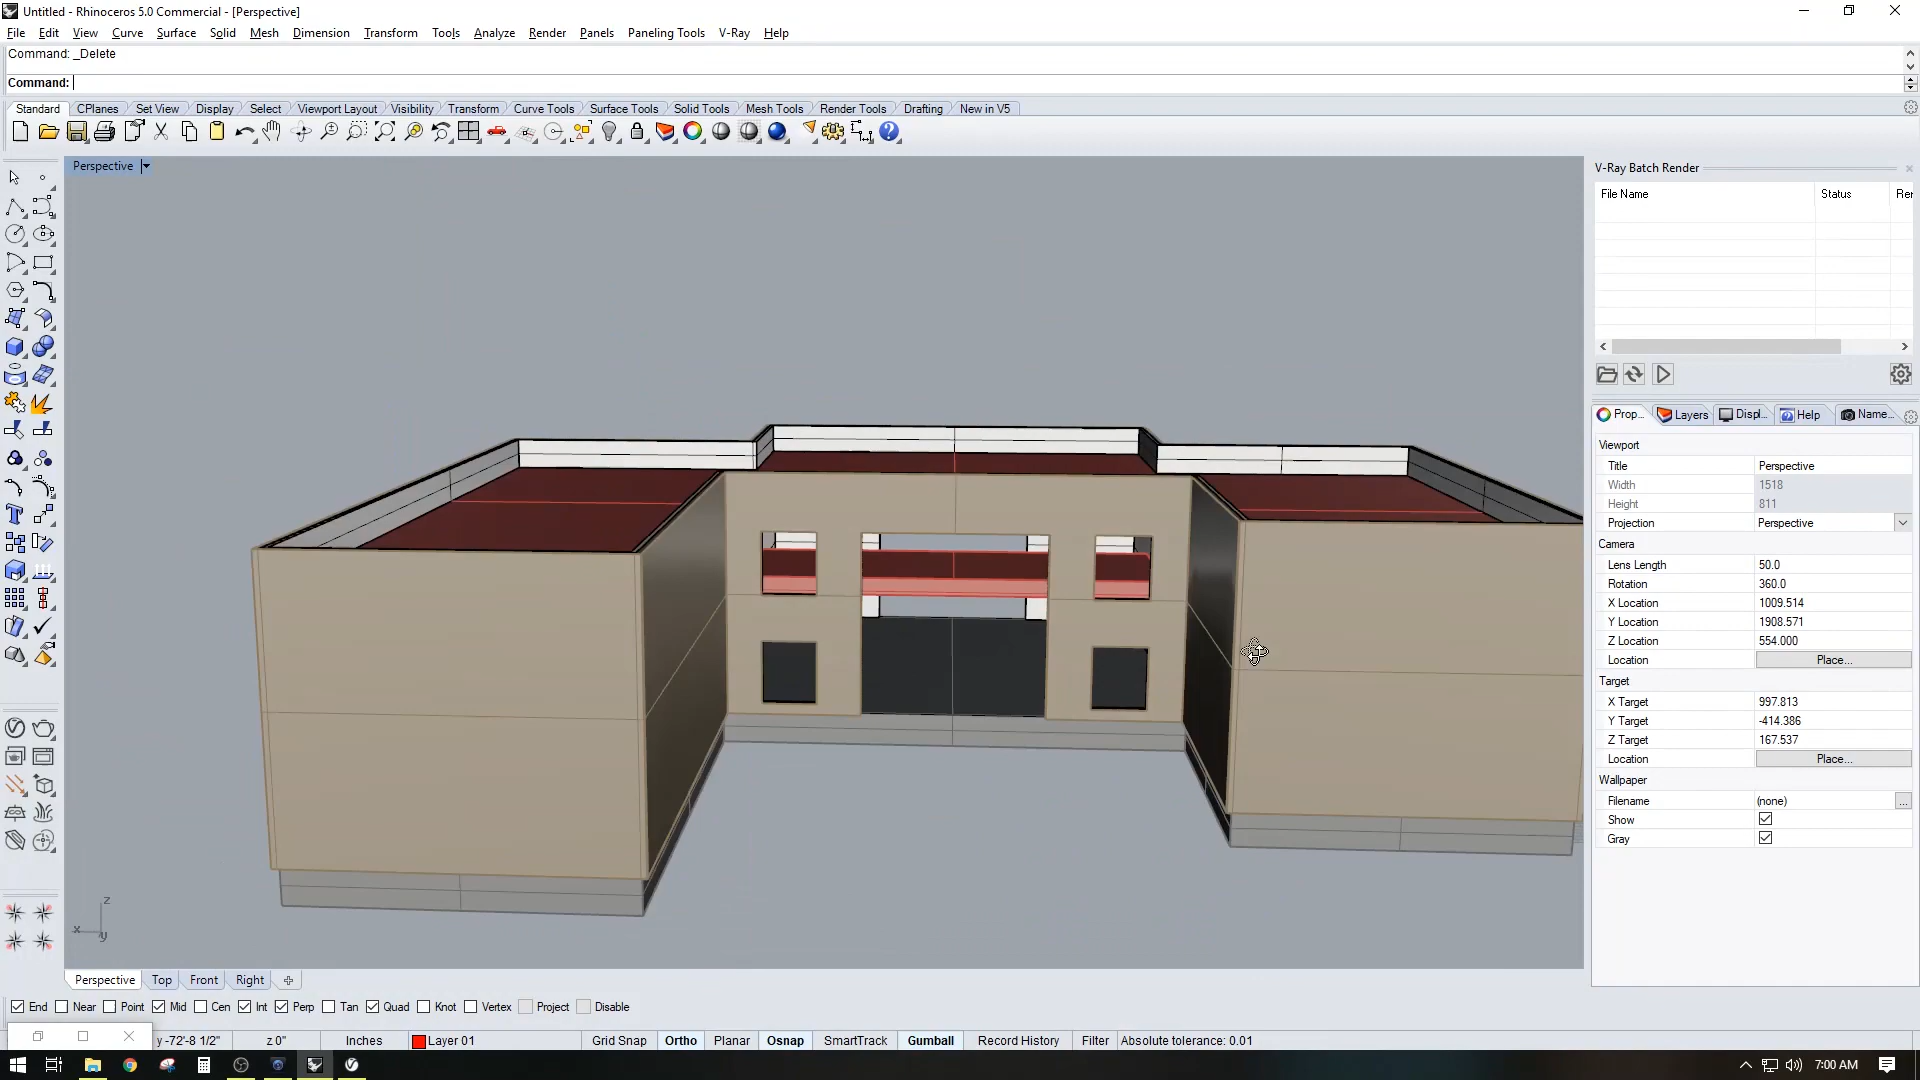 Untitled - Rhinoceros 5.0 Commercial - [Perspective]
File Edit View Curve Surface Solid Mesh Dimension Transform Tools Analyze Render Panels Paneling Tools V-Ray Help
Command: _Delete
Command:
Standard CPlanes Set View Display Select Viewport Layout Visibility Transform Curve Tools Surface Tools Solid Tools Mesh Tools Render Tools Drafting New in V5
Perspective
V-Ray Batch Render
File Name Status Rer
Prop... Layers Displ... Help Name...
Viewport
Title Perspective
Width 1518
Height 811
Projection Perspective
Camera
Lens Length 50.0
Rotation 360.0
X Location 1009.514
Y Location 1908.571
Z Location 554.000
Location Place...
Target
X Target 997.813
Y Target -414.386
Z Target 167.537
Location Place...
Wallpaper
Filename (none) ...
Show
Gray
z
x y
Perspective Top Front Right
End Near Point Mid Cen Int Perp Tan Quad Knot Vertex Project Disable
y -72'-8 1/2" z 0" Inches Layer 01 Grid Snap Ortho Planar Osnap SmartTrack Gumball Record History Filter Absolute tolerance: 0.01
7:00 AM